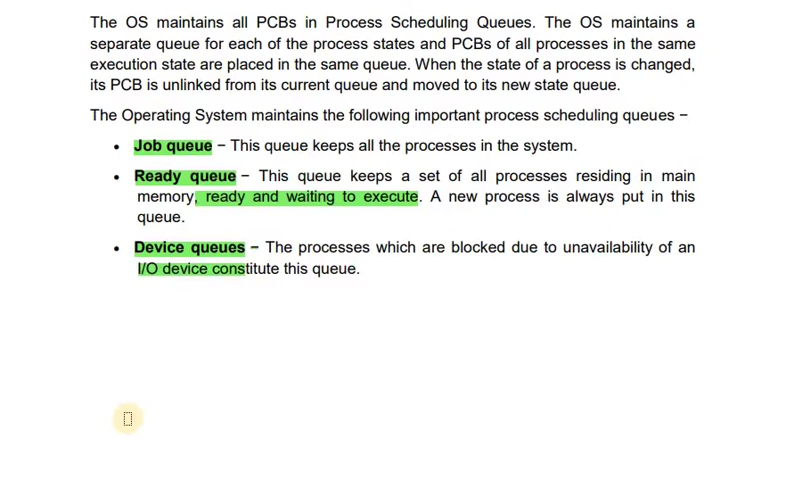 The OS maintains all PCBs in Process Scheduling Queues. The OS maintains a
separate queue for each of the process states and PCBs of all processes in the same
execution state are placed in the same queue. When the state of a process is changed,
its PCB is unlinked from its current queue and moved to its new state queue.
The Operating System maintains the following important process scheduling queues −
• Job queue − This queue keeps all the processes in the system.
• Ready queue − This queue keeps a set of all processes residing in main
memory, ready and waiting to execute. A new process is always put in this
queue.
• Device queues − The processes which are blocked due to unavailability of an
I/O device constitute this queue.